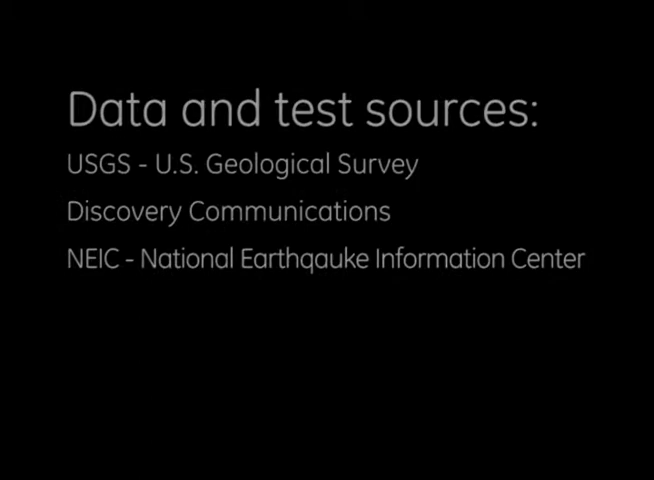 Data and test sources:
USGS - U.S. Geological Survey
Discovery Communications
NEIC - National Earthqauke Information Center